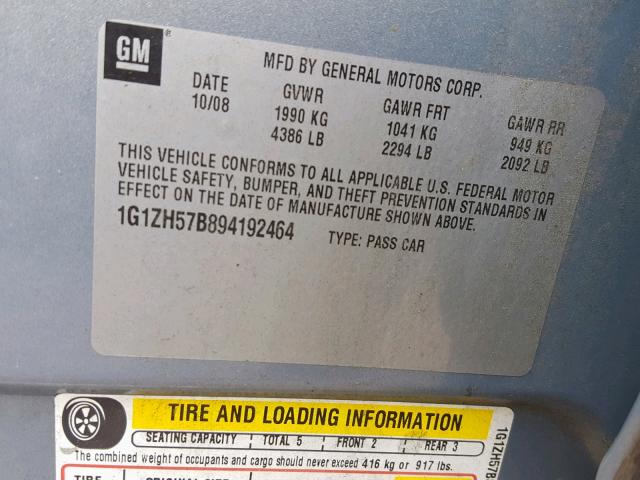 GM ®
MFD BY GENERAL MOTORS CORP.
DATE GVWR GAWR FRT GAWR RR
10/08 1990 KG 1041 KG 949 KG
4386 LB 2294 LB 2092 LB
THIS VEHICLE CONFORMS TO ALL APPLICABLE U.S. FEDERAL MOTOR
VEHICLE SAFETY, BUMPER, AND THEFT PREVENTION STANDARDS IN
EFFECT ON THE DATE OF MANUFACTURE SHOWN ABOVE.
1G1ZH57B894192464 TYPE: PASS CAR
TIRE AND LOADING INFORMATION
SEATING CAPACITY TOTAL 5 FRONT 2 REAR 3
The combined weight of occupants and cargo should never exceed 416 kg or 917 lbs.
1G1ZH57B
TIRE